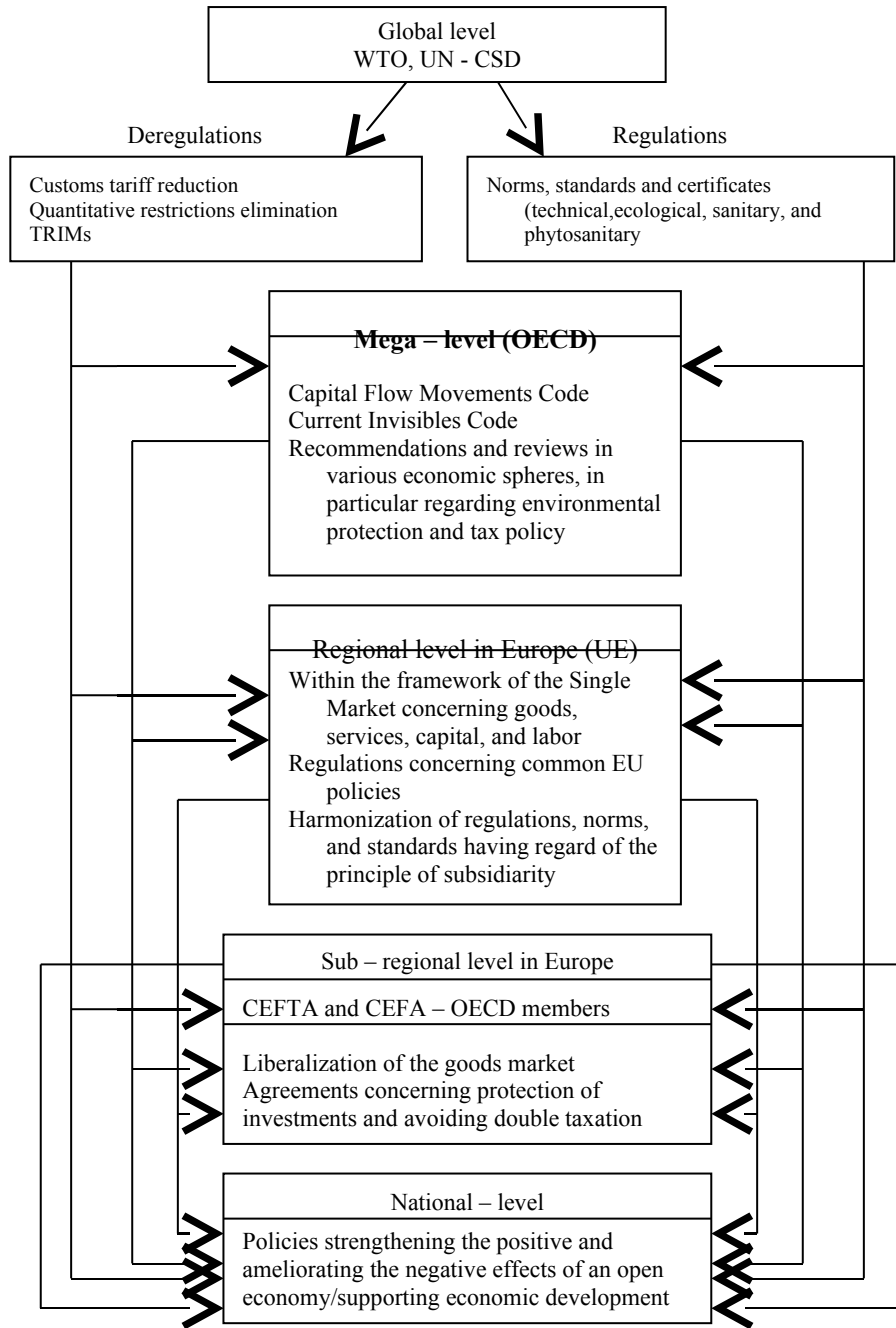 Global level
WTO, UN - CSD
Deregulations
Regulations
Customs tariff reduction
Quantitative restrictions elimination
TRIMs
Norms, standards and certificates
(technical,ecological, sanitary, and
phytosanitary
Mega – level (OECD)
Capital Flow Movements Code
Current Invisibles Code
Recommendations and reviews in
various economic spheres, in
particular regarding environmental
protection and tax policy
Regional level in Europe (UE)
Within the framework of the Single
Market concerning goods,
services, capital, and labor
Regulations concerning common EU
policies
Harmonization of regulations, norms,
and standards having regard of the
principle of subsidiarity
Sub – regional level in Europe
CEFTA and CEFA – OECD members
Liberalization of the goods market
Agreements concerning protection of
investments and avoiding double taxation
National – level
Policies strengthening the positive and
ameliorating the negative effects of an open
economy/supporting economic development